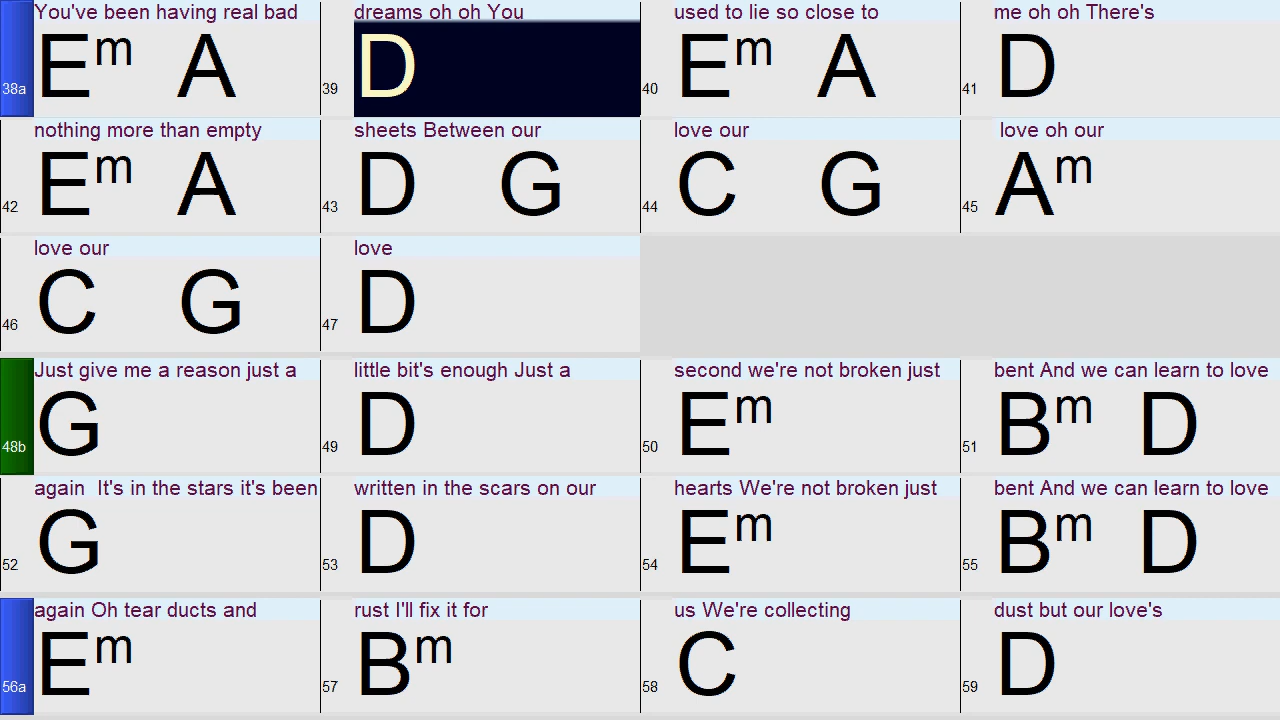 You've been having real bad dreams oh oh You used to lie so close to me oh oh There's
38a Em A 39 D 40 Em A 41 D
nothing more than empty sheets Between our love our love oh our
42 Em A 43 D G 44 C G 45 Am
love our love
46 C G 47 D
Just give me a reason just a little bit's enough Just a second we're not broken just bent And we can learn to love
48b G 49 D 50 Em 51 Bm D
again It's in the stars it's been written in the scars on our hearts We're not broken just bent And we can learn to love
52 G 53 D 54 Em 55 Bm D
again Oh tear ducts and rust I'll fix it for us We're collecting dust but our love's
56a Em 57 Bm 58 C 59 D